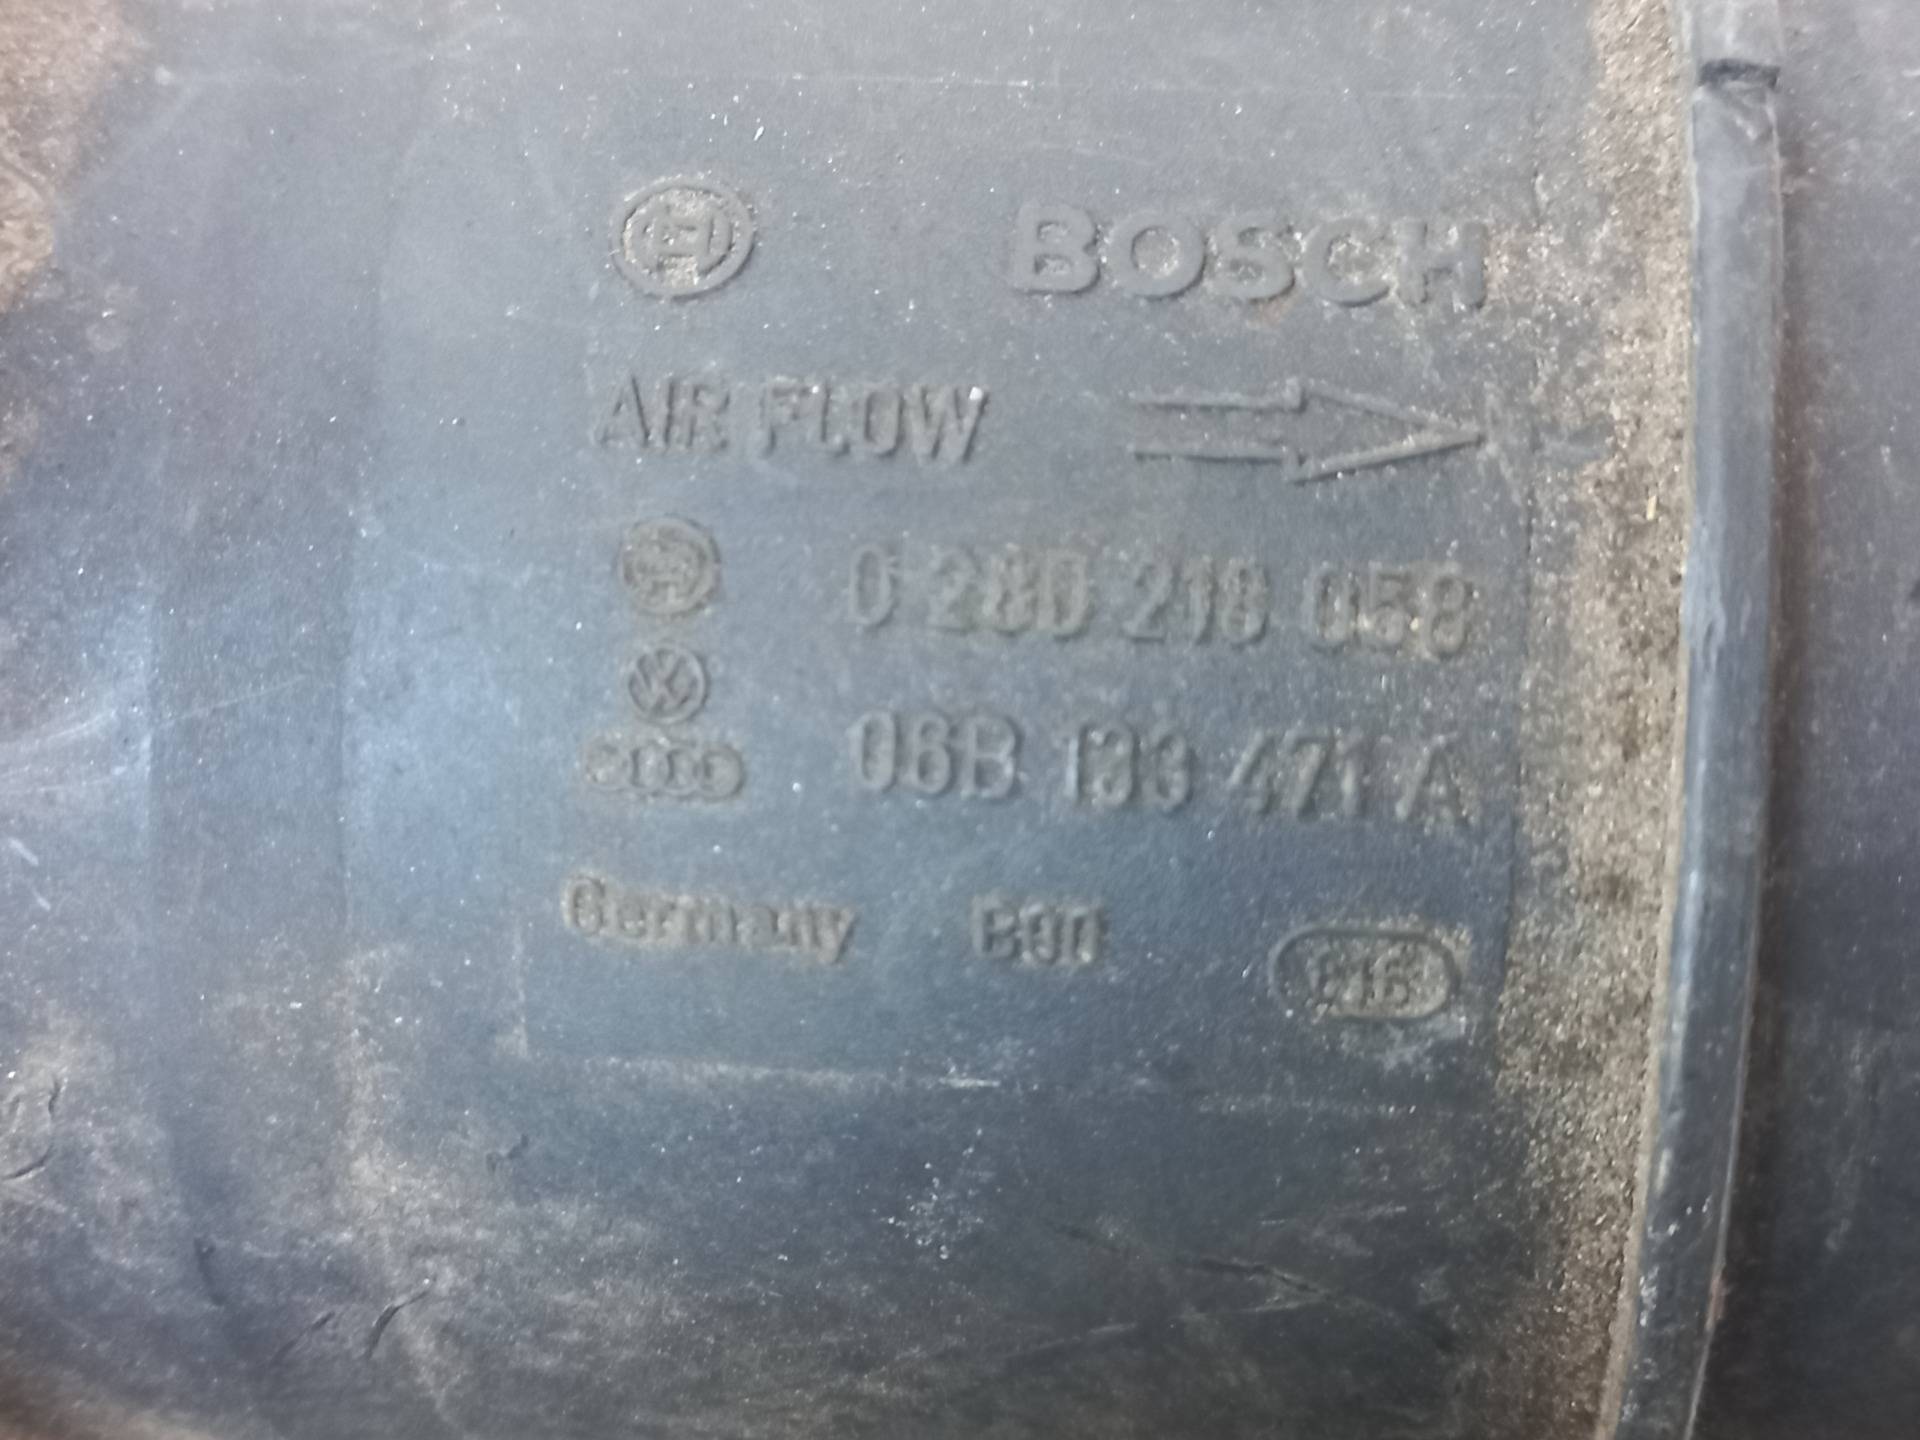 BOSCH
AIR FLOW
0 280 218 058
06B 133 471 A
Germany